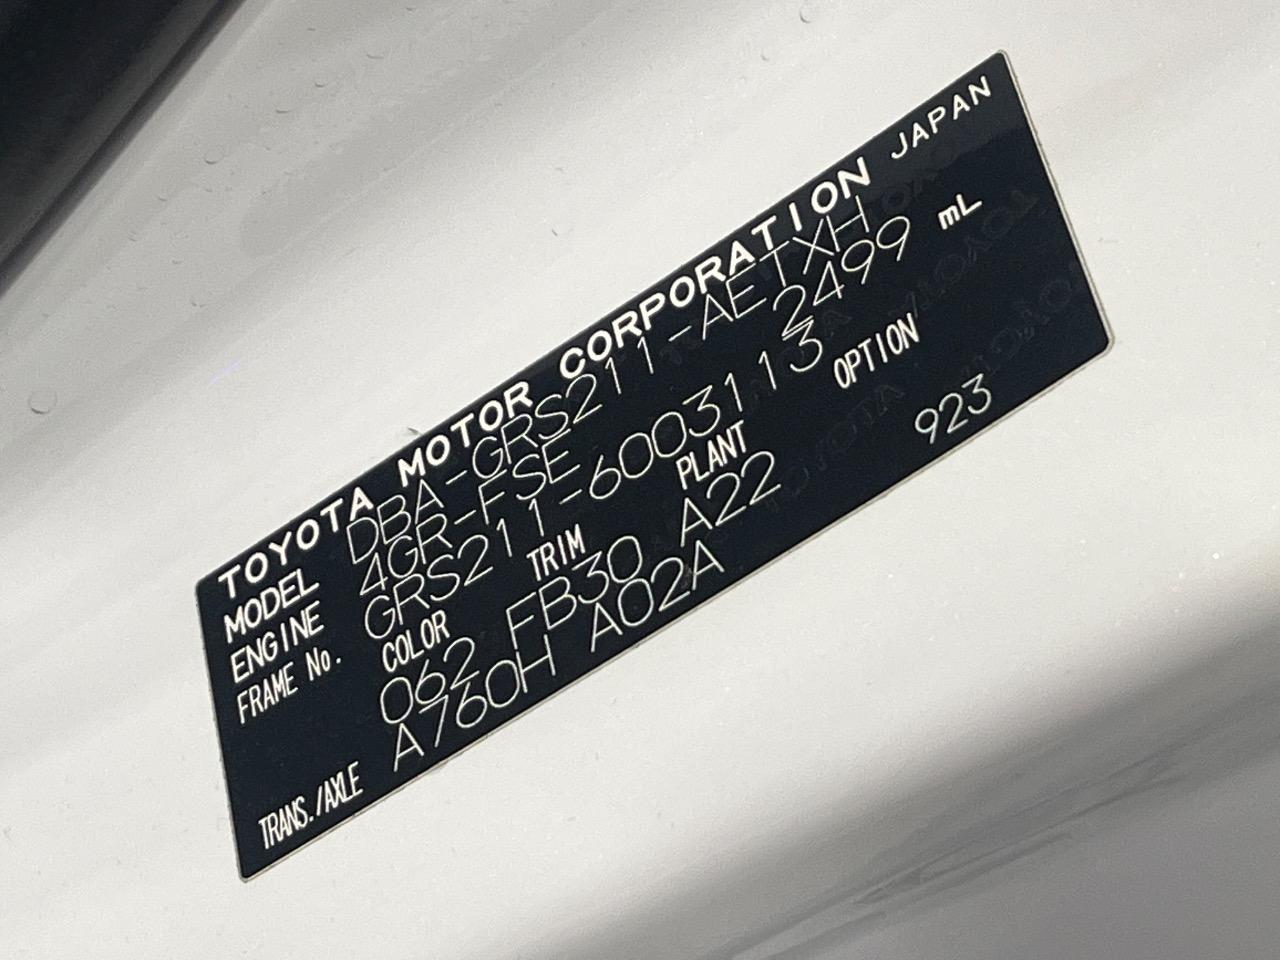 TOYOTA MOTOR CORPORATION JAPAN
MODEL DBA-GRS211-AETXH
ENGINE 4GR-FSE 2499 mL
FRAME No. GRS211-6003113
COLOR TRIM PLANT OPTION
062 FB30 A22 923
TRANS./AXLE A760H A02A